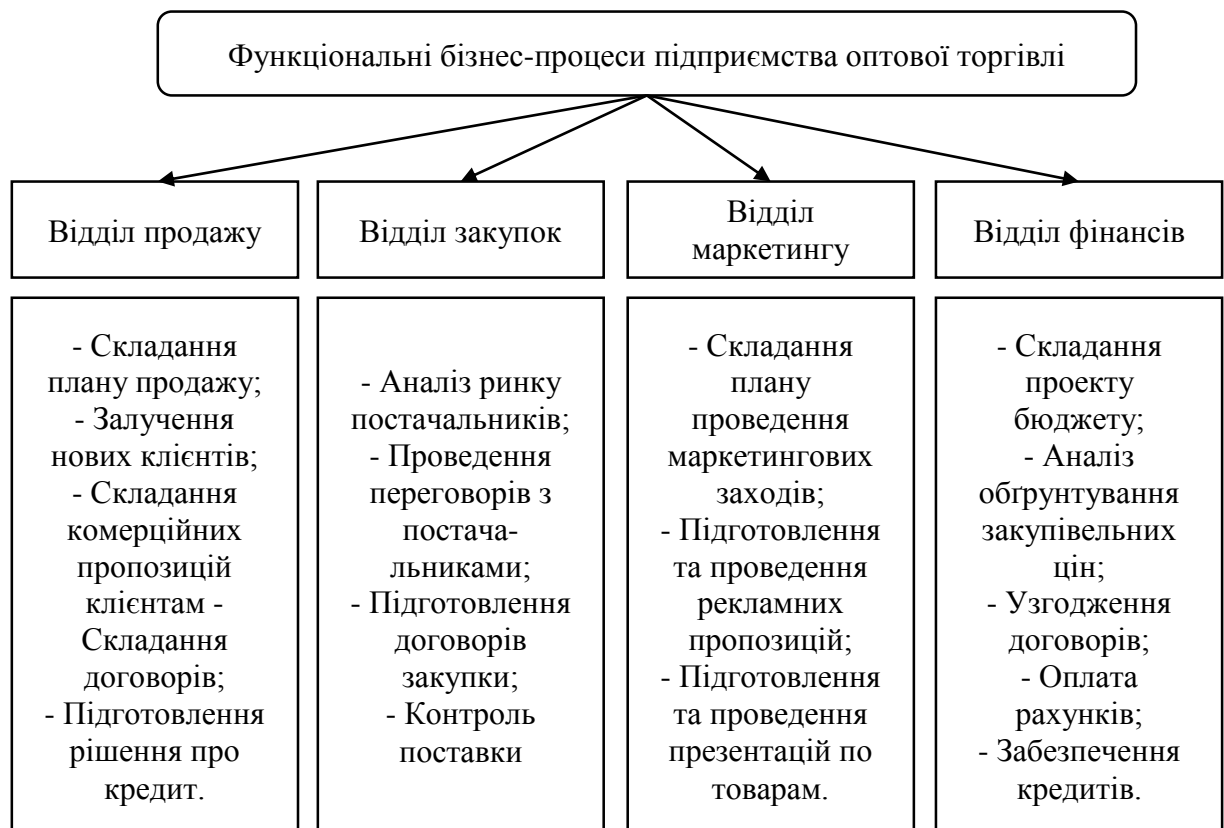 Функціональні бізнес-процеси підприємства оптової торгівлі
Відділ продажу
Відділ закупок
Відділ
маркетингу
Відділ фінансів
- Складання
плану продажу;
- Залучення
нових клієнтів;
- Складання
комерційних
пропозицій
клієнтам -
Складання
договорів;
- Підготовлення
рішення про
кредит.
- Аналіз ринку
постачальників;
- Проведення
переговорів з
постача-
льниками;
- Підготовлення
договорів
закупки;
- Контроль
поставки
- Складання
плану
проведення
маркетингових
заходів;
- Підготовлення
та проведення
рекламних
пропозицій;
- Підготовлення
та проведення
презентацій по
товарам.
- Складання
проекту
бюджету;
- Аналіз
обґрунтування
закупівельних
цін;
- Узгодження
договорів;
- Оплата
рахунків;
- Забезпечення
кредитів.